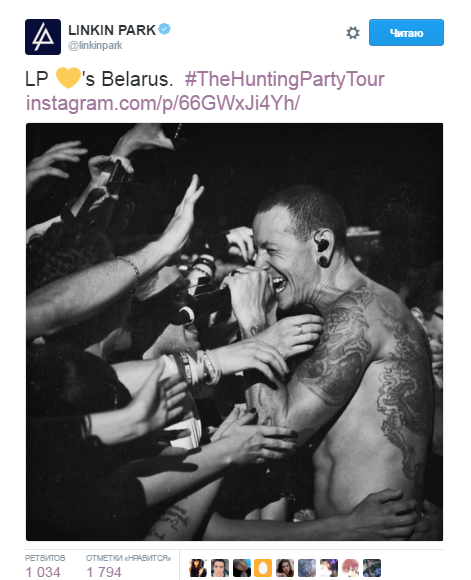 LINKIN PARK
@linkinpark
Читаю
LP 💛's Belarus. #TheHuntingPartyTour
instagram.com/p/66GWxJi4Yh/
РЕТВИТОВ
1 034
ОТМЕТКИ «НРАВИТСЯ»
1 794